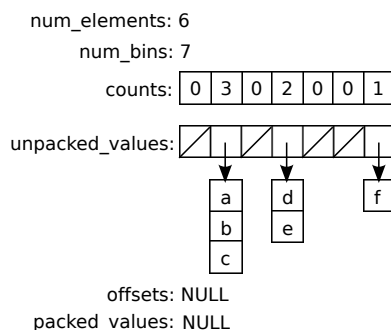 num_elements: 6
num_bins: 7
counts: 0 3 0 2 0 0 1
unpacked_values:
a d f
b e
c
offsets: NULL
packed_values: NULL